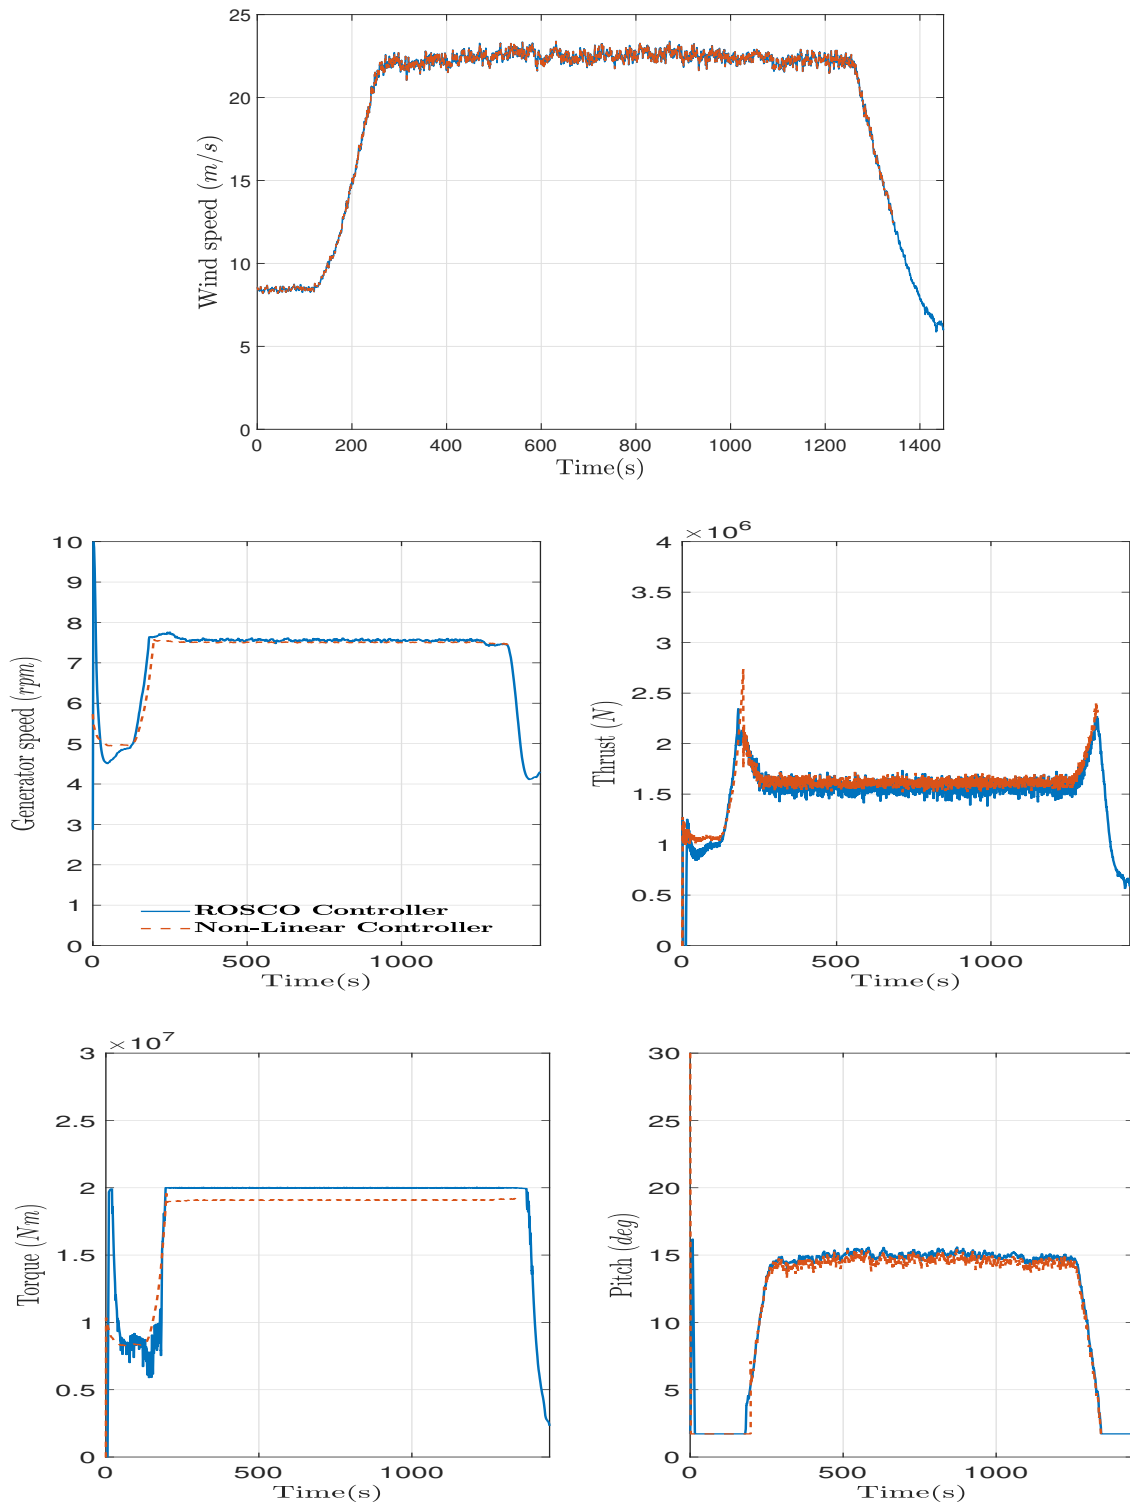 25
20
15
10
5
0
Wind speed (m/s)
0 200 400 600 800 1000 1200 1400
Time(s)
10
9
8
7
6
5
4
3
2
1
0
Generator speed (rpm)
ROSCO Controller
Non-Linear Controller
0 500 1000
Time(s)
×10⁶
4
3.5
3
2.5
2
1.5
1
0.5
0
Thrust (N)
0 500 1000
Time(s)
×10⁷
3
2.5
2
1.5
1
0.5
0
Torque (Nm)
0 500 1000
Time(s)
30
25
20
15
10
5
0
Pitch (deg)
0 500 1000
Time(s)